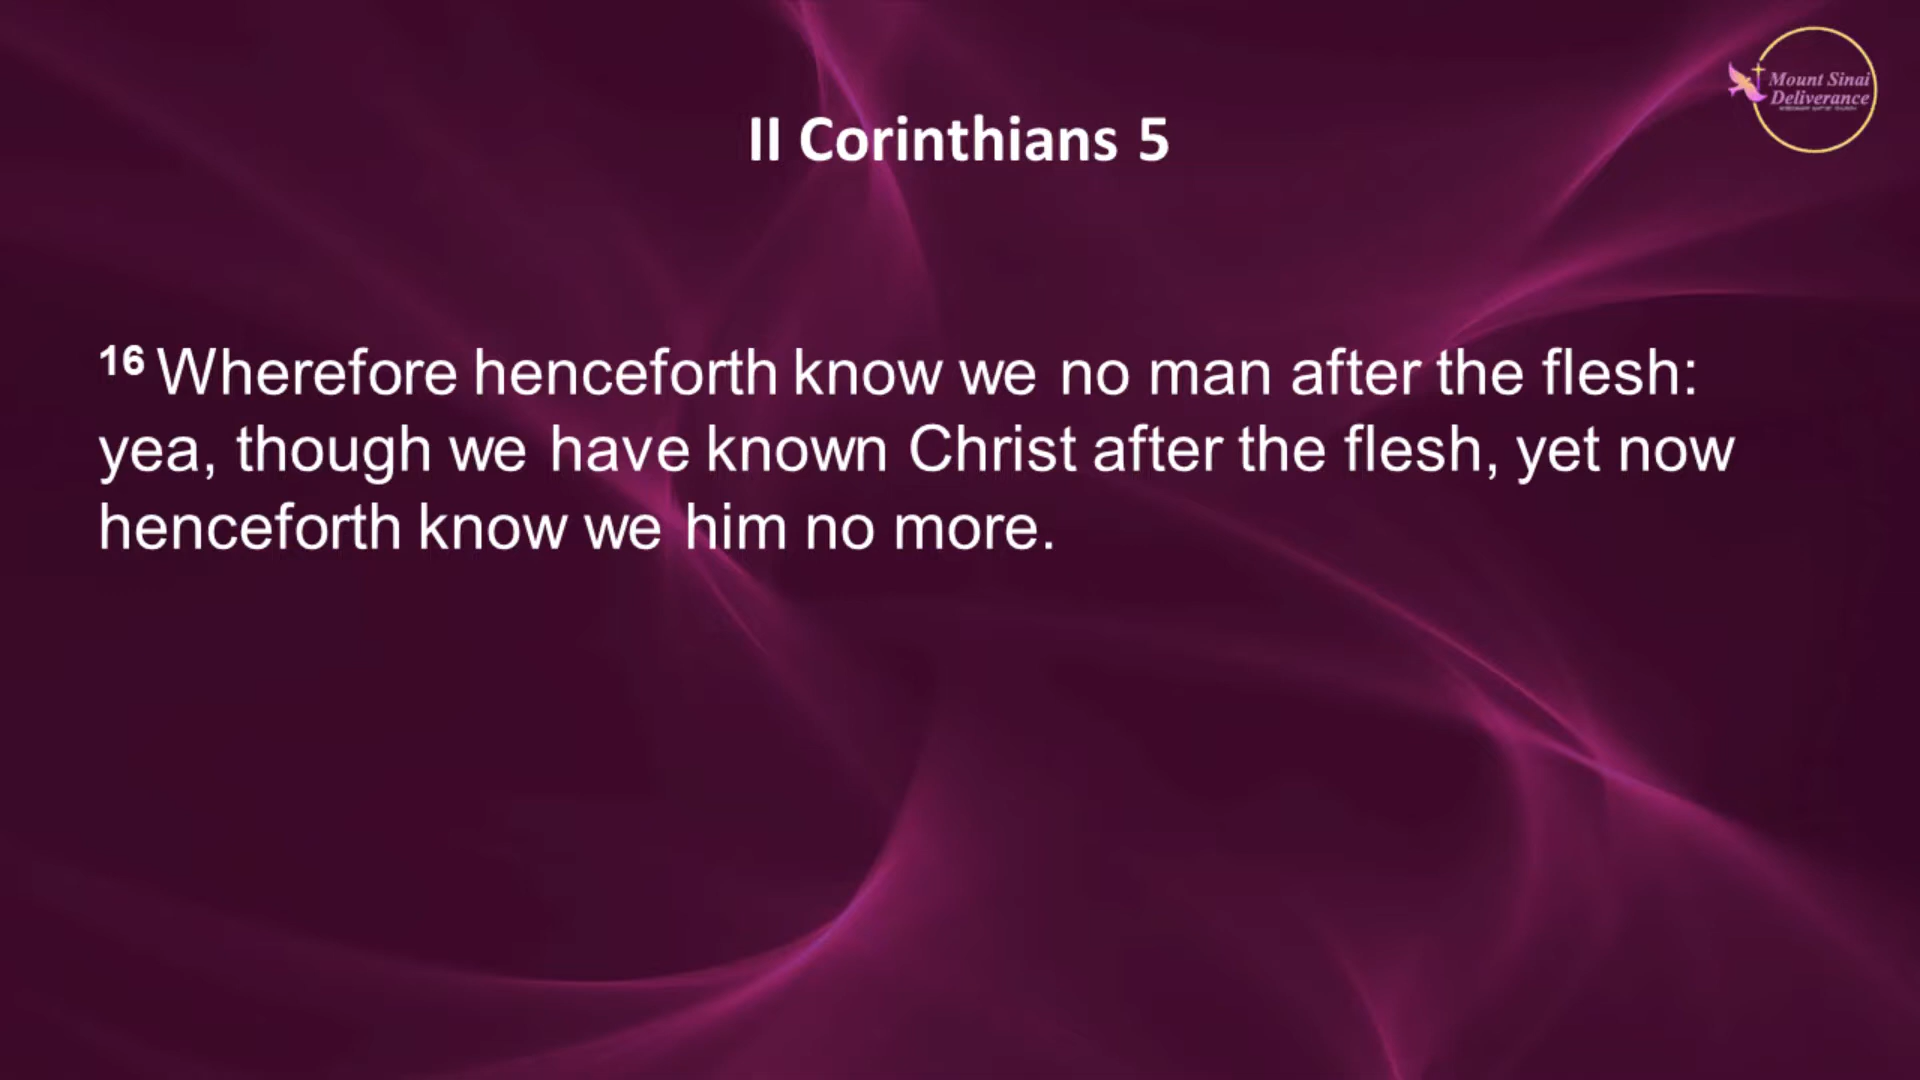 Mount Sinai
Deliverance
II Corinthians 5
16 Wherefore henceforth know we no man after the flesh:
yea, though we have known Christ after the flesh, yet now
henceforth know we him no more.